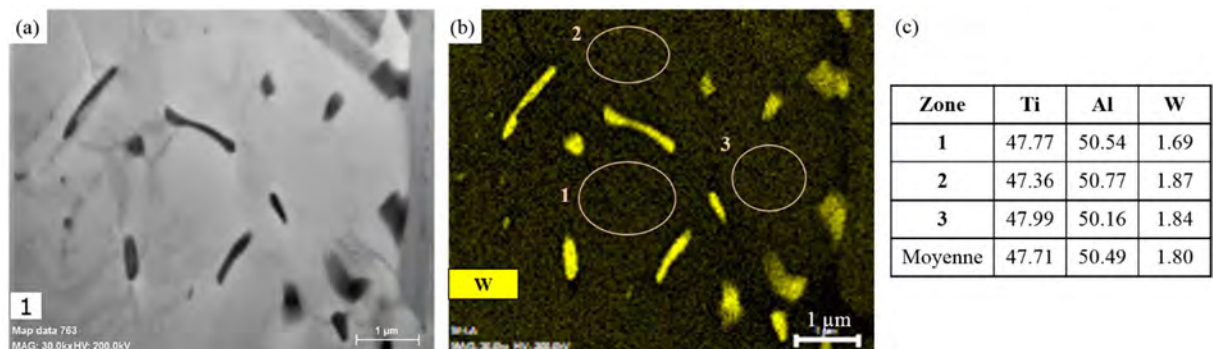 (a)
1
Map data 763
MAG: 30.0kx HV: 200.0kV
1 µm
(b)
2
3
1
W
1 µm
(c)
Zone Ti Al W
1 47.77 50.54 1.69
2 47.36 50.77 1.87
3 47.99 50.16 1.84
Moyenne 47.71 50.49 1.80